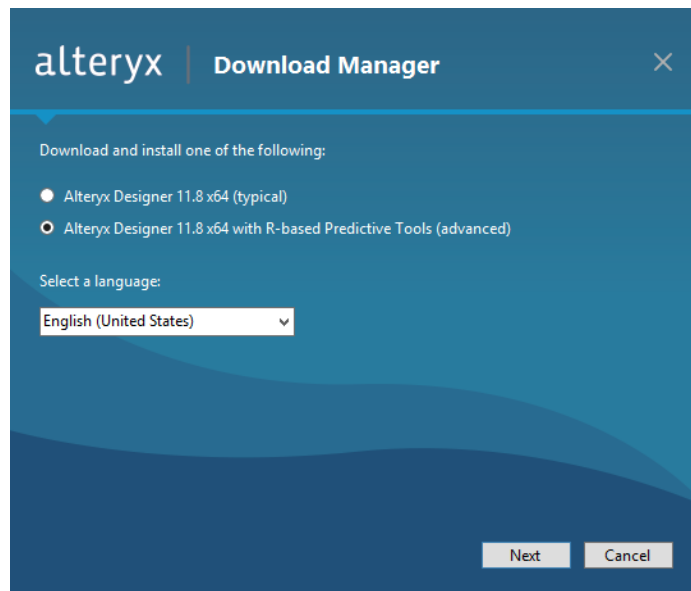 alteryx Download Manager
Download and install one of the following:
Alteryx Designer 11.8 x64 (typical)
Alteryx Designer 11.8 x64 with R-based Predictive Tools (advanced)
Select a language:
English (United States)
Next Cancel